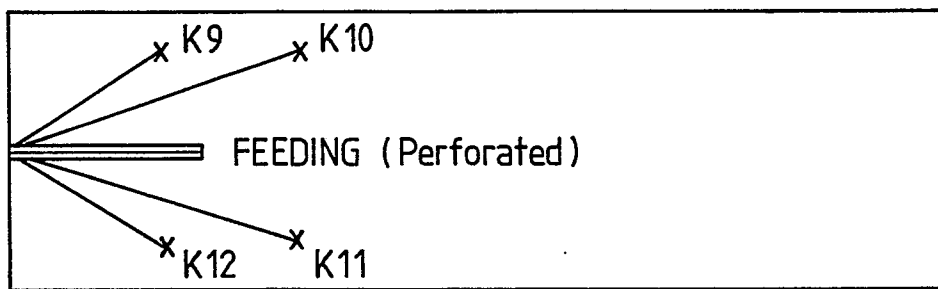 K9
K10
FEEDING (Perforated)
K12
K11